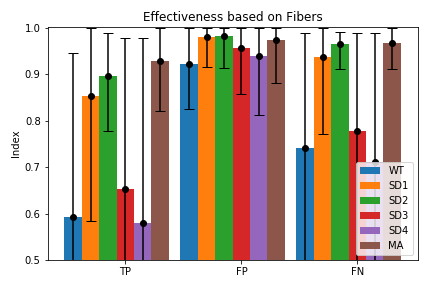 Effectiveness based on Fibers
Index
1.0
0.9
0.8
0.7
0.6
0.5
TP
FP
FN
WT
SD1
SD2
SD3
SD4
MA